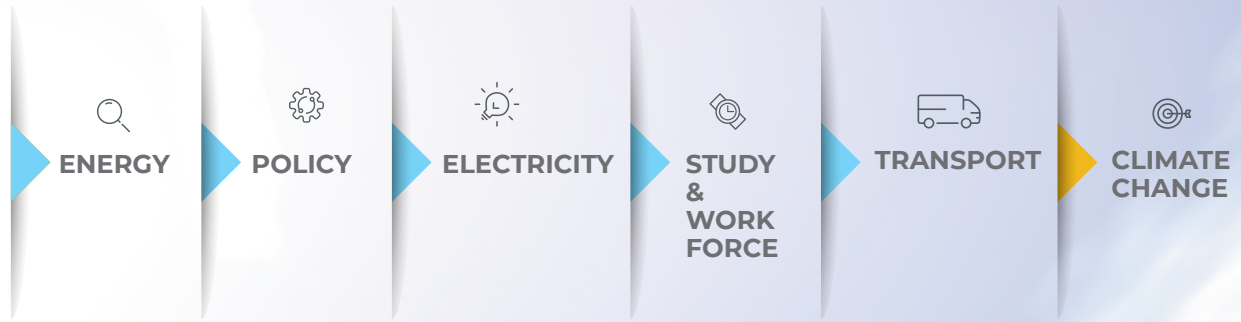 ENERGY
POLICY
ELECTRICITY
STUDY
&
WORK
FORCE
TRANSPORT
CLIMATE
CHANGE